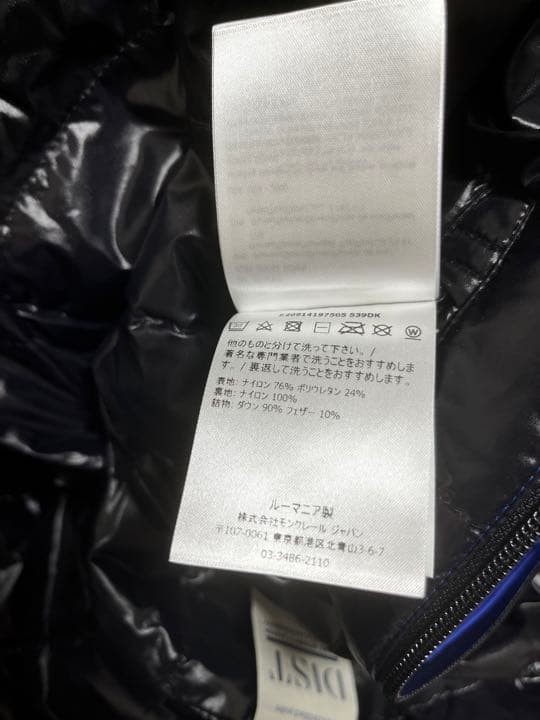 E20914197505 539DK
他のものと分けて洗って下さい。/
著名な専門業者で洗うことをおすすめしま
す。/ 裏返して洗うことをおすすめします。
表地: ナイロン 76% ポリウレタン 24%
裏地: ナイロン 100%
詰物: ダウン 90% フェザー 10%
ルーマニア製
株式会社モンクレール ジャパン
〒107-0061 東京都港区北青山3-6-7
03-3486-2110
DIST